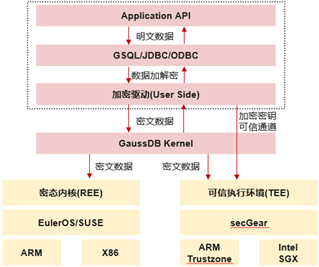 Application API
明文数据
GSQL/JDBC/ODBC
数据加解密
加密驱动(User Side)
密文数据
加密密钥
可信通道
GaussDB Kernel
密文数据
密文数据
密态内核(REE)
可信执行环境(TEE)
EulerOS/SUSE
secGear
ARM
X86
ARM
Trustzone
Intel
SGX